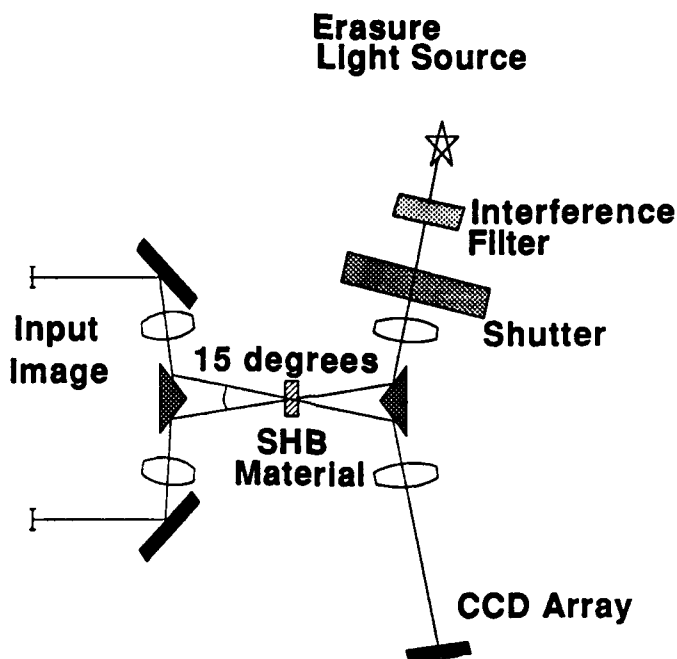 Erasure
Light Source
Interference
Filter
Shutter
Input
Image
15 degrees
SHB
Material
CCD Array